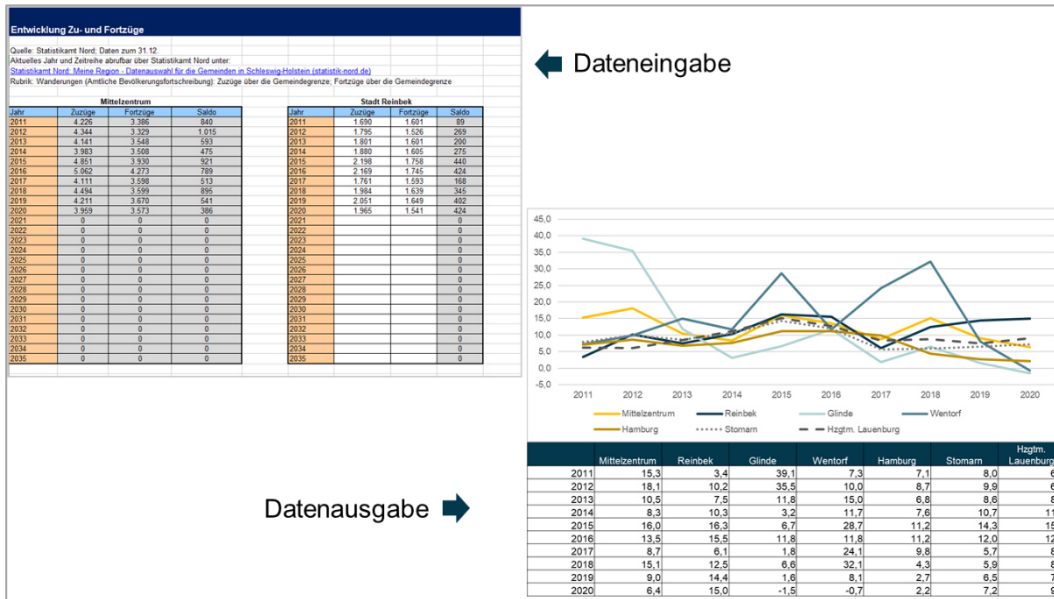 Entwicklung Zu- und Fortzüge
Quelle: Statistikamt Nord; Daten zum 31.12.
Aktuelles Jahr und Zeitreihe abrufbar über Statistikamt Nord unter:
Statistikamt Nord: Meine Region - Datenauswahl für die Gemeinden in Schleswig-Holstein (statistik-nord.de)
Rubrik: Wanderungen (Amtliche Bevölkerungsfortschreibung): Zuzüge über die Gemeindegrenze; Fortzüge über die Gemeindegrenze
Mittelzentrum Stadt Reinbek
Jahr Zuzüge Fortzüge Saldo Jahr Zuzüge Fortzüge Saldo
2011 4.226 3.386 840 2011 1.690 1.601 89
2012 4.344 3.329 1.015 2012 1.795 1.526 269
2013 4.141 3.548 593 2013 1.801 1.601 200
2014 3.983 3.508 475 2014 1.880 1.605 275
2015 4.851 3.930 921 2015 2.198 1.758 440
2016 5.062 4.273 789 2016 2.169 1.745 424
2017 4.111 3.598 513 2017 1.761 1.593 168
2018 4.494 3.599 895 2018 1.984 1.639 345
2019 4.211 3.670 541 2019 2.051 1.649 402
2020 3.959 3.573 386 2020 1.965 1.541 424
2021 0 0 0 2021 0
2022 0 0 0 2022 0
2023 0 0 0 2023 0
2024 0 0 0 2024 0
2025 0 0 0 2025 0
2026 0 0 0 2026 0
2027 0 0 0 2027 0
2028 0 0 0 2028 0
2029 0 0 0 2029 0
2030 0 0 0 2030 0
2031 0 0 0 2031 0
2032 0 0 0 2032 0
2033 0 0 0 2033 0
2034 0 0 0 2034 0
2035 0 0 0 2035 0
Dateneingabe
45,0
40,0
35,0
30,0
25,0
20,0
15,0
10,0
5,0
0,0
-5,0
2011 2012 2013 2014 2015 2016 2017 2018 2019 2020
Mittelzentrum Reinbek Glinde Wentorf
Hamburg Stomarn Hzgtm. Lauenburg
Datenausgabe
Mittelzentrum Reinbek Glinde Wentorf Hamburg Stomarn Hzgtm. Lauenburg
2011 15,3 3,4 39,1 7,3 7,1 8,0 6
2012 18,1 10,2 35,5 10,0 8,7 9,9 6
2013 10,5 7,5 11,8 15,0 6,8 8,6 8
2014 8,3 10,3 3,2 11,7 7,6 10,7 11
2015 16,0 16,3 6,7 28,7 11,2 14,3 15
2016 13,5 15,5 11,8 11,8 11,2 12,0 12
2017 8,7 6,1 1,8 24,1 9,8 5,7 8
2018 15,1 12,5 6,6 32,1 4,3 5,9 8
2019 9,0 14,4 1,6 8,1 2,7 6,5 7
2020 6,4 15,0 -1,5 -0,7 2,2 7,2 9